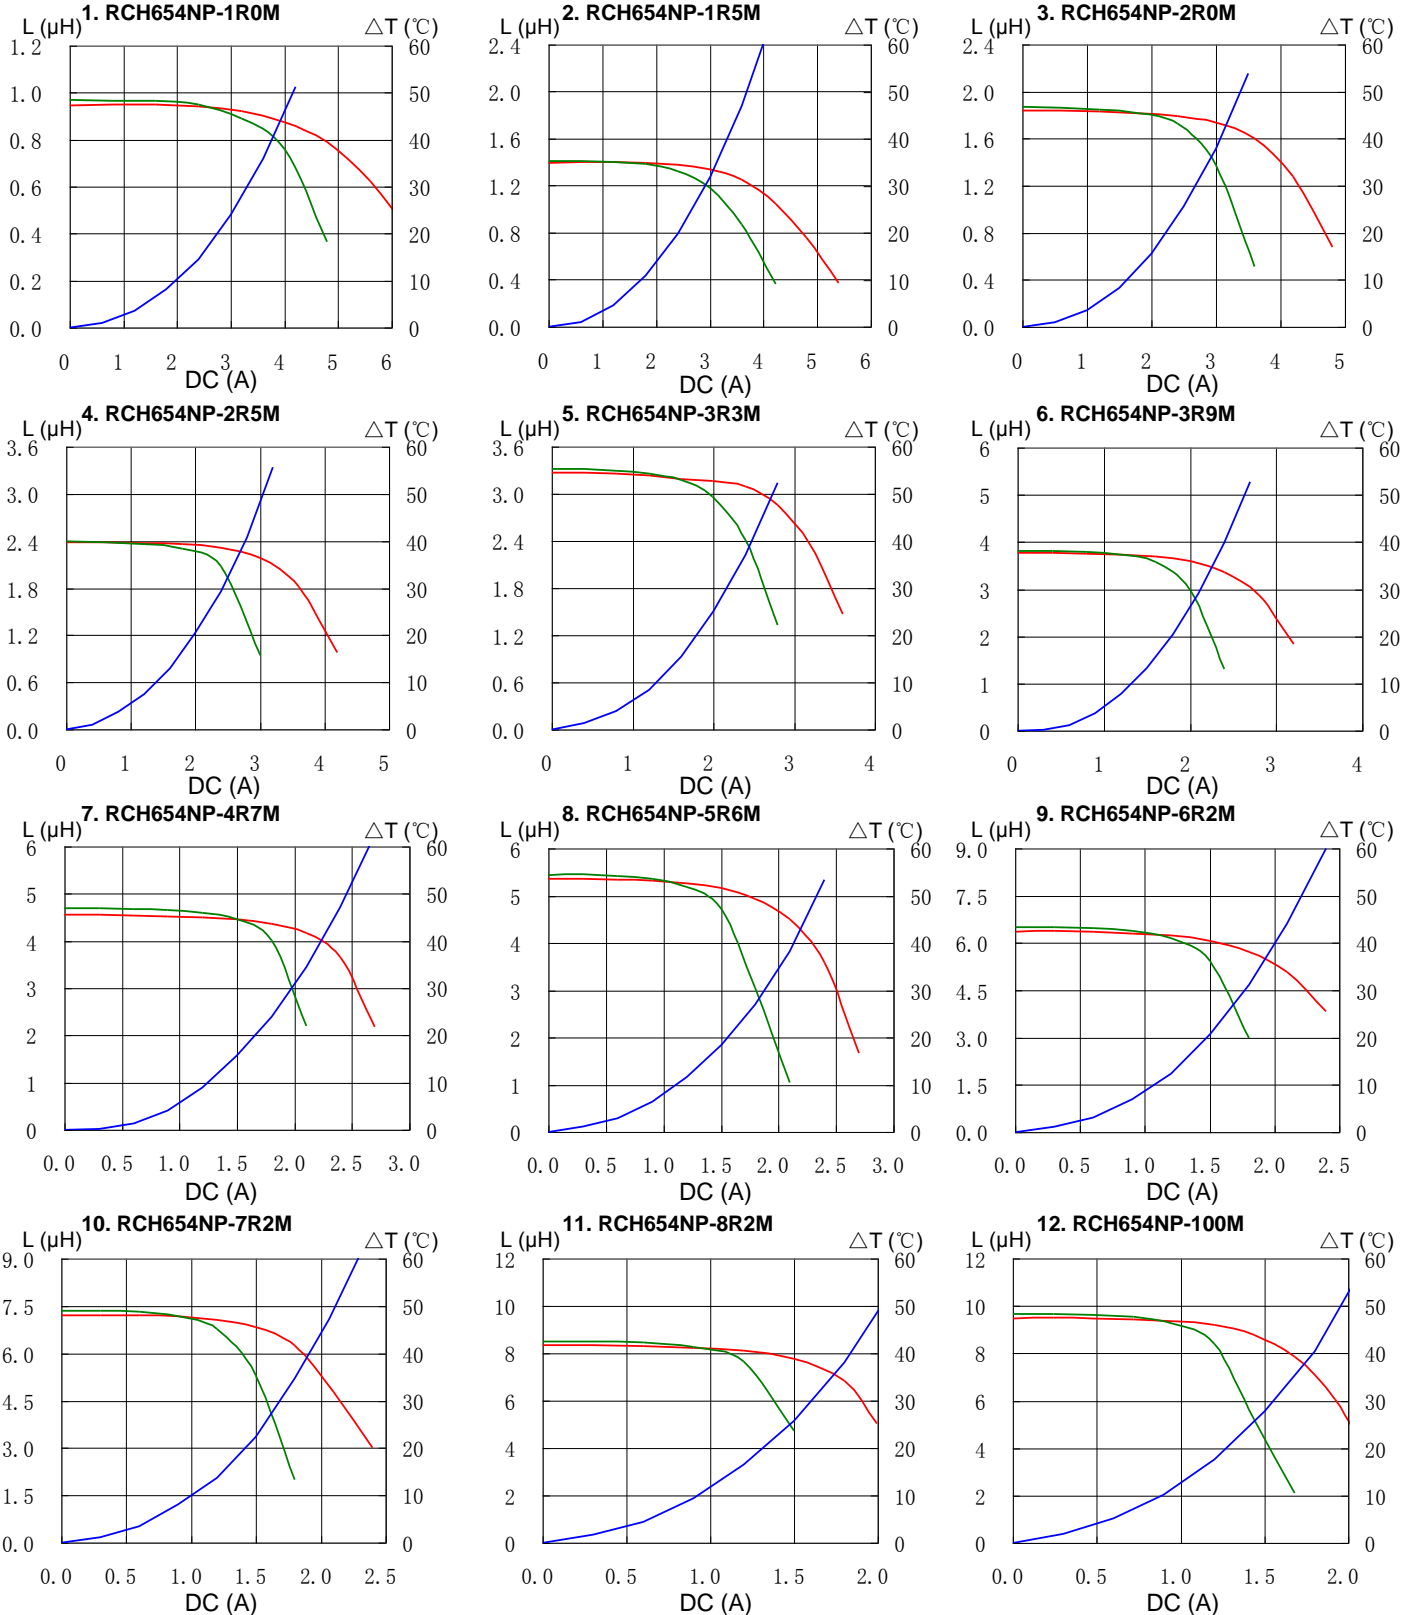 1. RCH654NP-1R0M
L (µH) △T (℃)
1.2 60
1.0 50
0.8 40
0.6 30
0.4 20
0.2 10
0.0 0
0 1 2 3 4 5 6
DC (A)
2. RCH654NP-1R5M
L (µH) △T (℃)
2.4 60
2.0 50
1.6 40
1.2 30
0.8 20
0.4 10
0.0 0
0 1 2 3 4 5 6
DC (A)
3. RCH654NP-2R0M
L (µH) △T (℃)
2.4 60
2.0 50
1.6 40
1.2 30
0.8 20
0.4 10
0.0 0
0 1 2 3 4 5
DC (A)
4. RCH654NP-2R5M
L (µH) △T (℃)
3.6 60
3.0 50
2.4 40
1.8 30
1.2 20
0.6 10
0.0 0
0 1 2 3 4 5
DC (A)
5. RCH654NP-3R3M
L (µH) △T (℃)
3.6 60
3.0 50
2.4 40
1.8 30
1.2 20
0.6 10
0.0 0
0 1 2 3 4
DC (A)
6. RCH654NP-3R9M
L (µH) △T (℃)
6 60
5 50
4 40
3 30
2 20
1 10
0 0
0 1 2 3 4
DC (A)
7. RCH654NP-4R7M
L (µH) △T (℃)
6 60
5 50
4 40
3 30
2 20
1 10
0 0
0.0 0.5 1.0 1.5 2.0 2.5 3.0
DC (A)
8. RCH654NP-5R6M
L (µH) △T (℃)
6 60
5 50
4 40
3 30
2 20
1 10
0 0
0.0 0.5 1.0 1.5 2.0 2.5 3.0
DC (A)
9. RCH654NP-6R2M
L (µH) △T (℃)
9.0 60
7.5 50
6.0 40
4.5 30
3.0 20
1.5 10
0.0 0
0.0 0.5 1.0 1.5 2.0 2.5
DC (A)
10. RCH654NP-7R2M
L (µH) △T (℃)
9.0 60
7.5 50
6.0 40
4.5 30
3.0 20
1.5 10
0.0 0
0.0 0.5 1.0 1.5 2.0 2.5
DC (A)
11. RCH654NP-8R2M
L (µH) △T (℃)
12 60
10 50
8 40
6 30
4 20
2 10
0 0
0.0 0.5 1.0 1.5 2.0
DC (A)
12. RCH654NP-100M
L (µH) △T (℃)
12 60
10 50
8 40
6 30
4 20
2 10
0 0
0.0 0.5 1.0 1.5 2.0
DC (A)